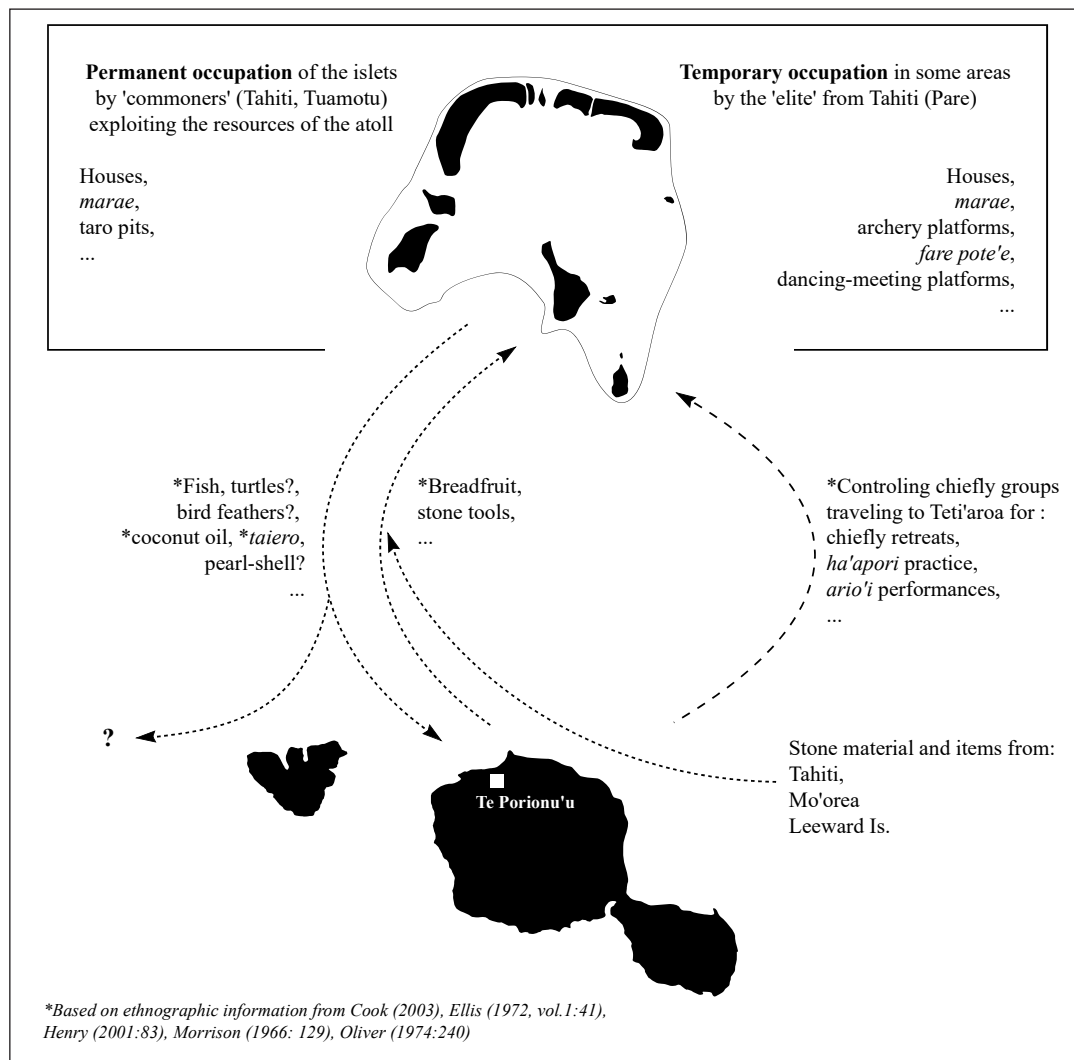 Permanent occupation of the islets
by 'commoners' (Tahiti, Tuamotu)
exploiting the resources of the atoll
Houses,
marae,
taro pits,
...
Temporary occupation in some areas
by the 'elite' from Tahiti (Pare)
Houses,
marae,
archery platforms,
fare pote'e,
dancing-meeting platforms,
...
*Fish, turtles?,
bird feathers?,
*coconut oil, *taiero,
pearl-shell?
...
*Breadfruit,
stone tools,
...
*Controling chiefly groups
traveling to Teti'aroa for :
chiefly retreats,
ha'apori practice,
ario'i performances,
...
?
Te Porionu'u
Stone material and items from:
Tahiti,
Mo'orea
Leeward Is.
*Based on ethnographic information from Cook (2003), Ellis (1972, vol.1:41),
Henry (2001:83), Morrison (1966: 129), Oliver (1974:240)